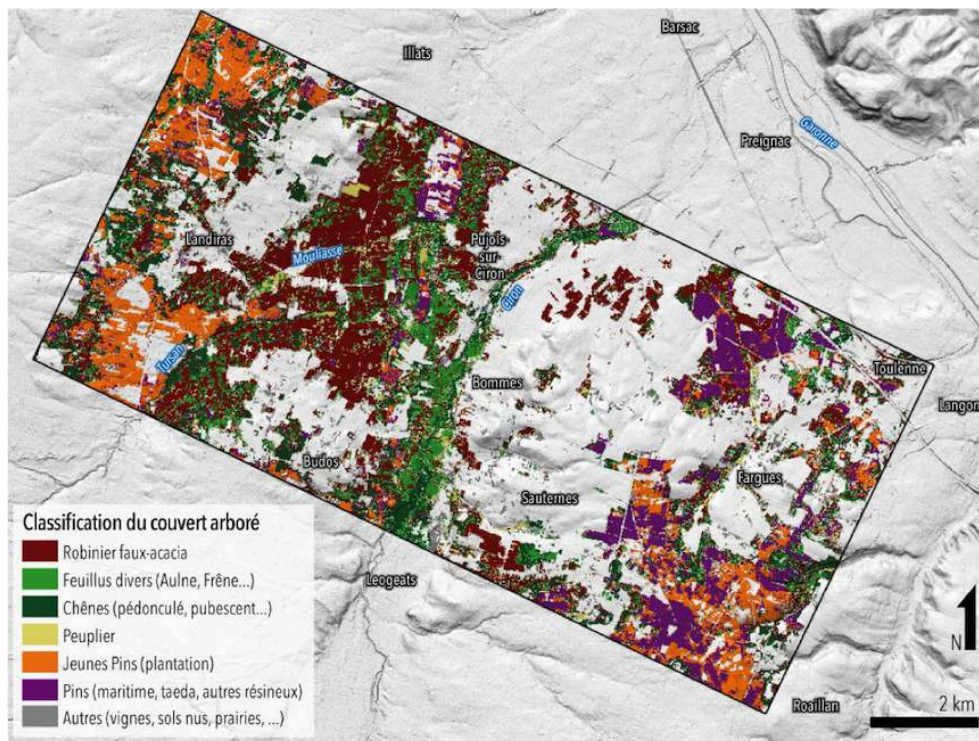 Illats
Barsac
Garonne
Preignac
Landiras
Mouliasse
Pujols-
sur-
Ciron
Ciron
Tursan
Bommes
Toulenne
Langon
Budos
Sauternes
Fargues
Classification du couvert arboré
Robinier faux-acacia
Feuillus divers (Aulne, Frêne...)
Chênes (pédonculé, pubescent...)
Peuplier
Jeunes Pins (plantation)
Pins (maritime, taeda, autres résineux)
Autres (vignes, sols nus, prairies, ...)
Leogeats
N
Roaillan
2 km